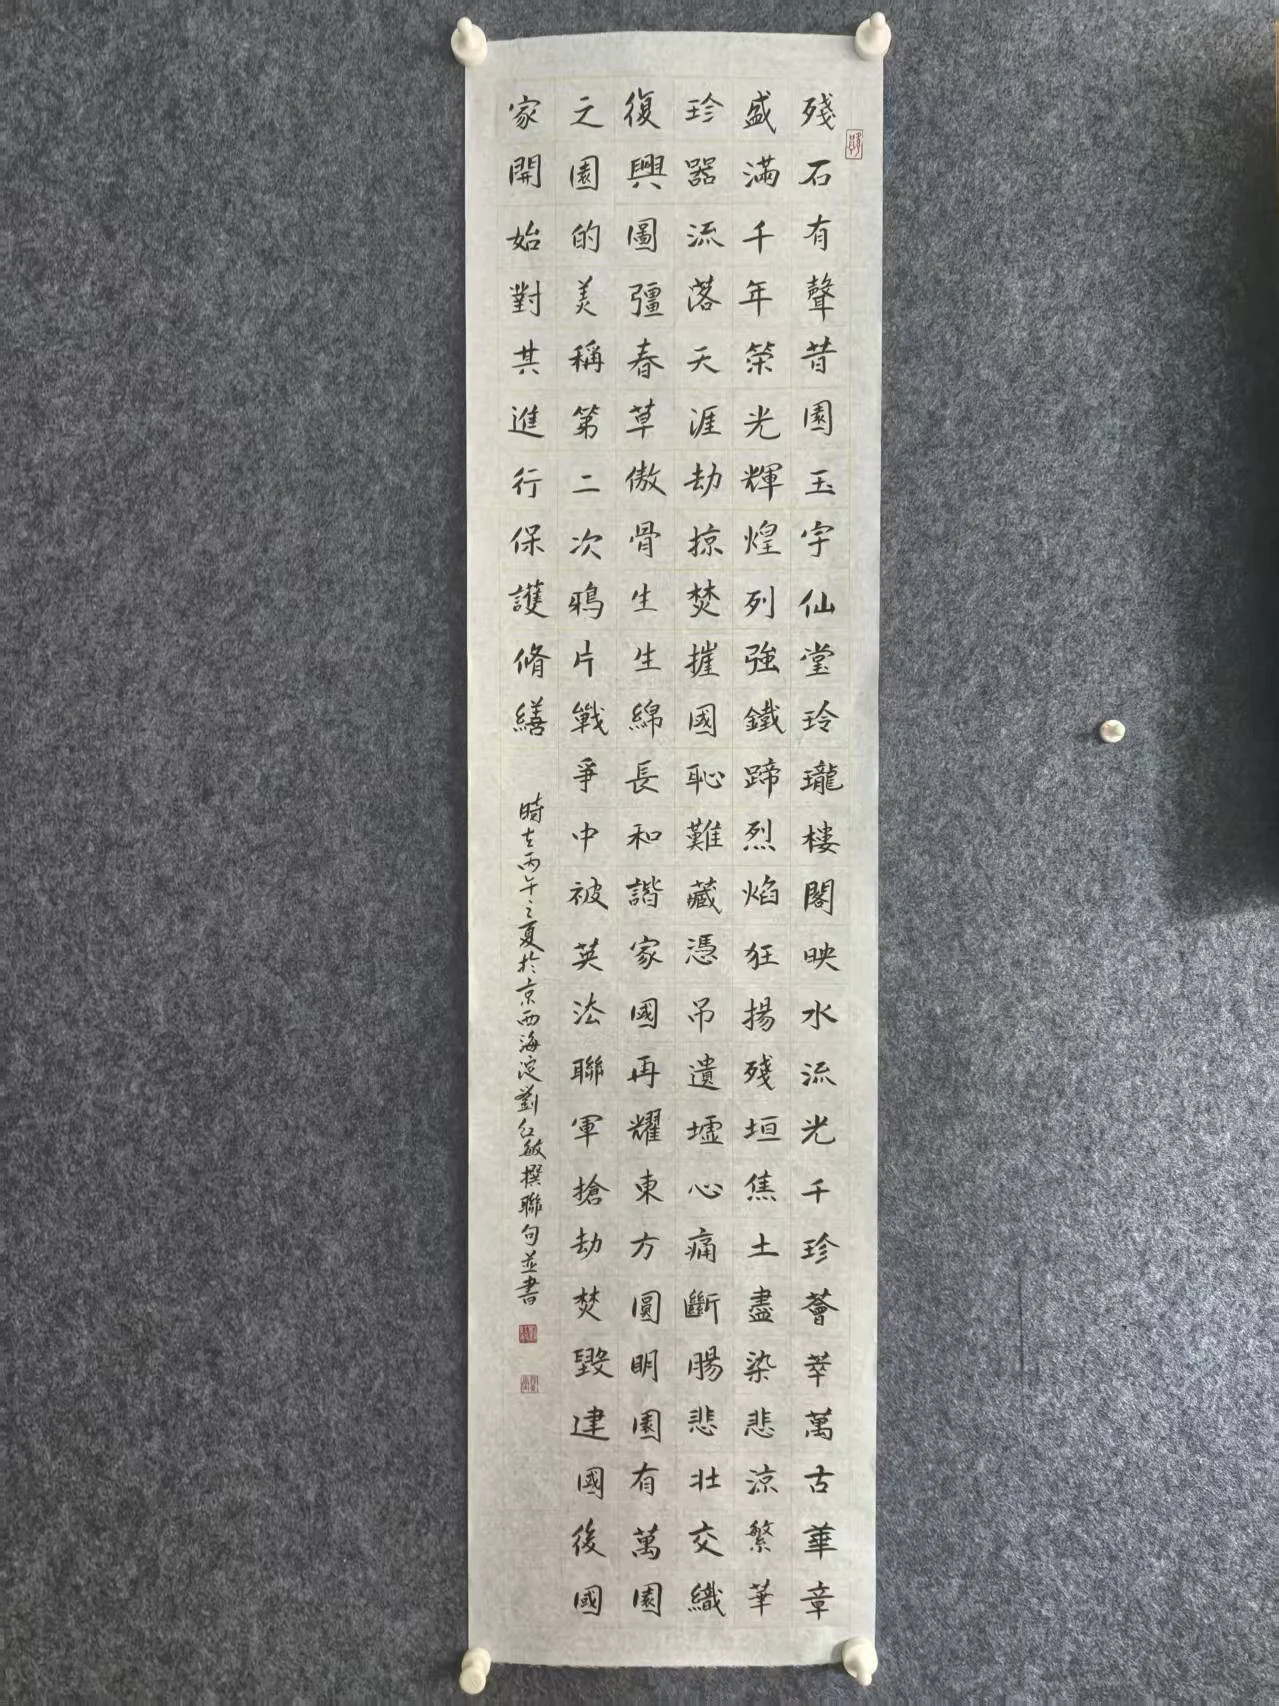 殘石有聲昔園玉宇仙堂玲瓏樓閣映水流光千珍薈萃萬古華章
盛滿千年榮光輝煌列強鐵蹄烈焰狂揚殘垣焦土盡染悲涼繁華
珍器流落天涯劫掠焚摧國恥難藏憑吊遺墟心痛斷腸悲壯交織
復興圖彊春草傲骨生生綿長和諧家國再耀東方圓明園有萬園
之園的美稱第二次鴉片戰爭中被英法聯軍搶劫焚毀建國後國
家開始對其進行保護脩繕
時在丙午之夏於京西海淀劉紅敏撰聯句並書